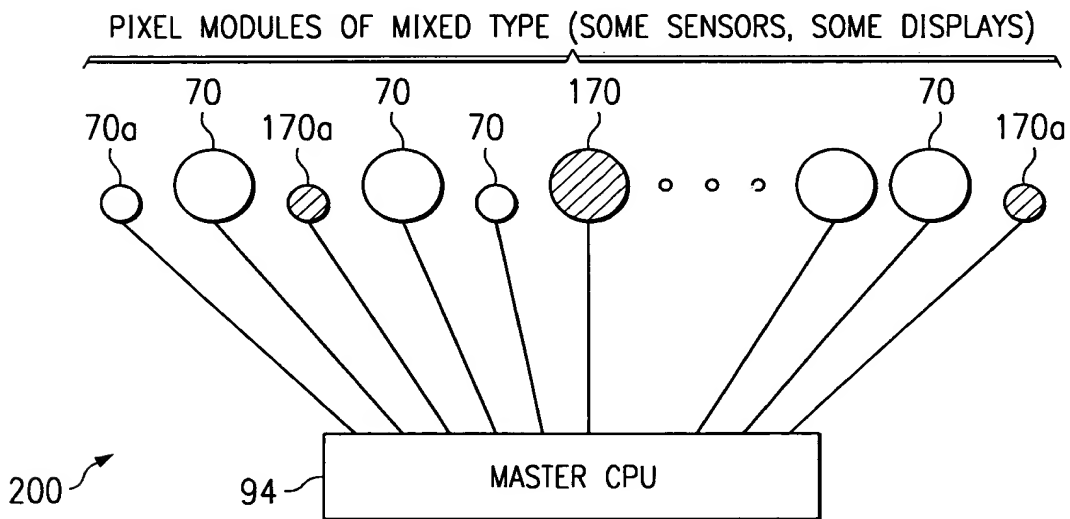 PIXEL MODULES OF MIXED TYPE (SOME SENSORS, SOME DISPLAYS)
70a
70
170a
70
70
170
70
170a
200
94
MASTER CPU